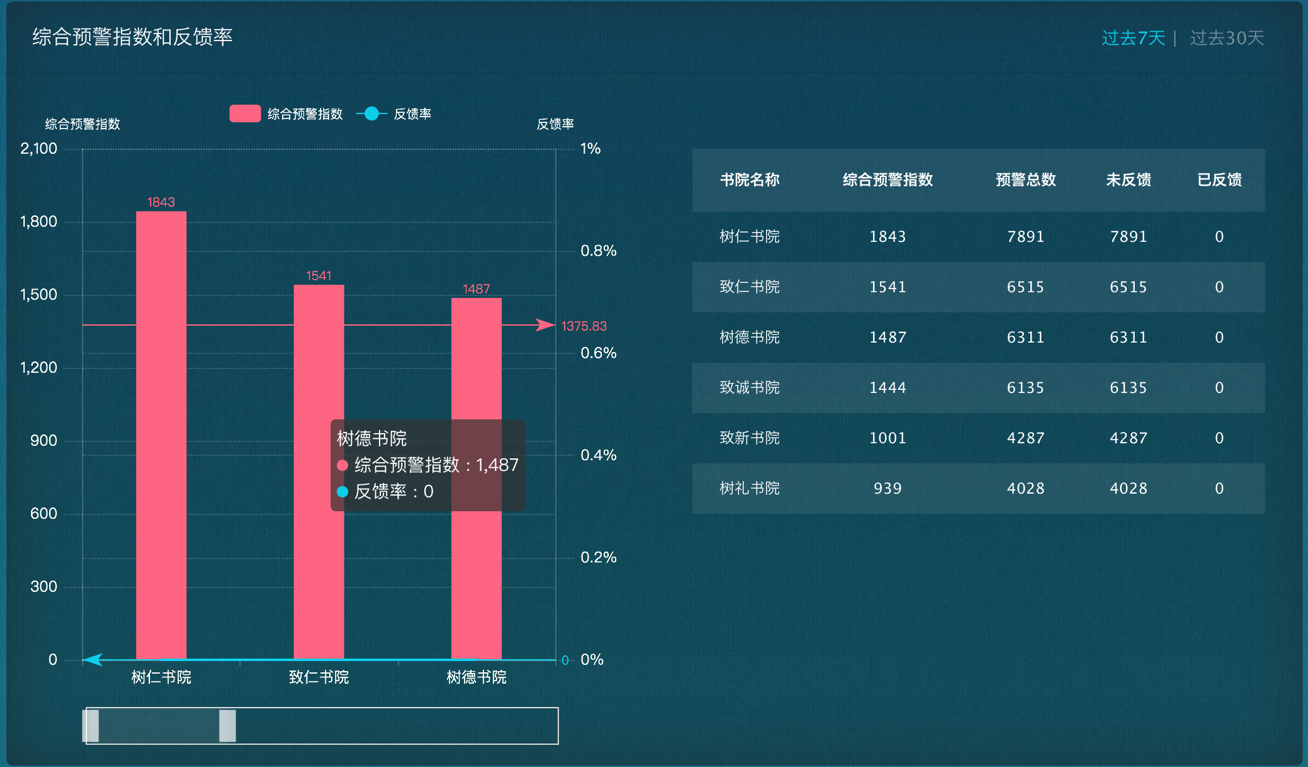 综合预警指数和反馈率
过去7天 | 过去30天
综合预警指数 反馈率
综合预警指数
反馈率
2,100
1,800
1,500
1,200
900
600
300
0
1%
0.8%
0.6%
0.4%
0.2%
0%
1843
1541
1487
1375.83
0
树德书院
综合预警指数：1,487
反馈率：0
树仁书院 致仁书院 树德书院
书院名称 综合预警指数 预警总数 未反馈 已反馈
树仁书院 1843 7891 7891 0
致仁书院 1541 6515 6515 0
树德书院 1487 6311 6311 0
致诚书院 1444 6135 6135 0
致新书院 1001 4287 4287 0
树礼书院 939 4028 4028 0